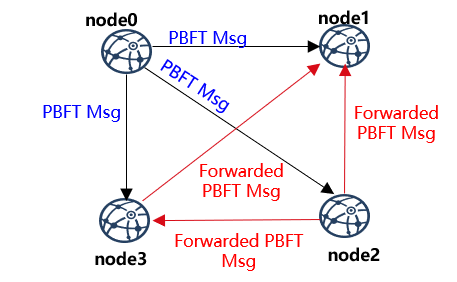 node0
node1
PBFT Msg
PBFT Msg
PBFT Msg
Forwarded
PBFT Msg
Forwarded
PBFT Msg
Forwarded PBFT
Msg
node3
node2